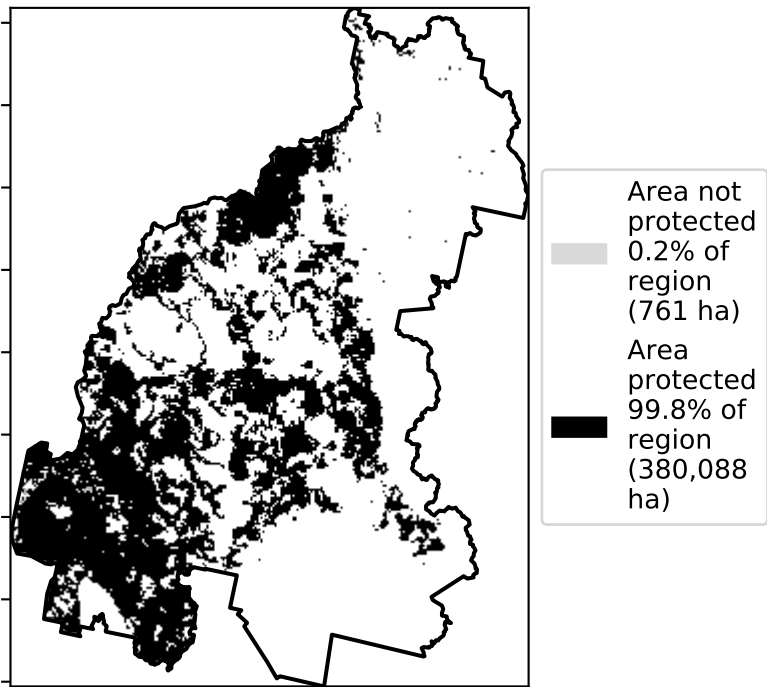 Area not
protected
0.2% of
region
(761 ha)
Area
protected
99.8% of
region
(380,088
ha)